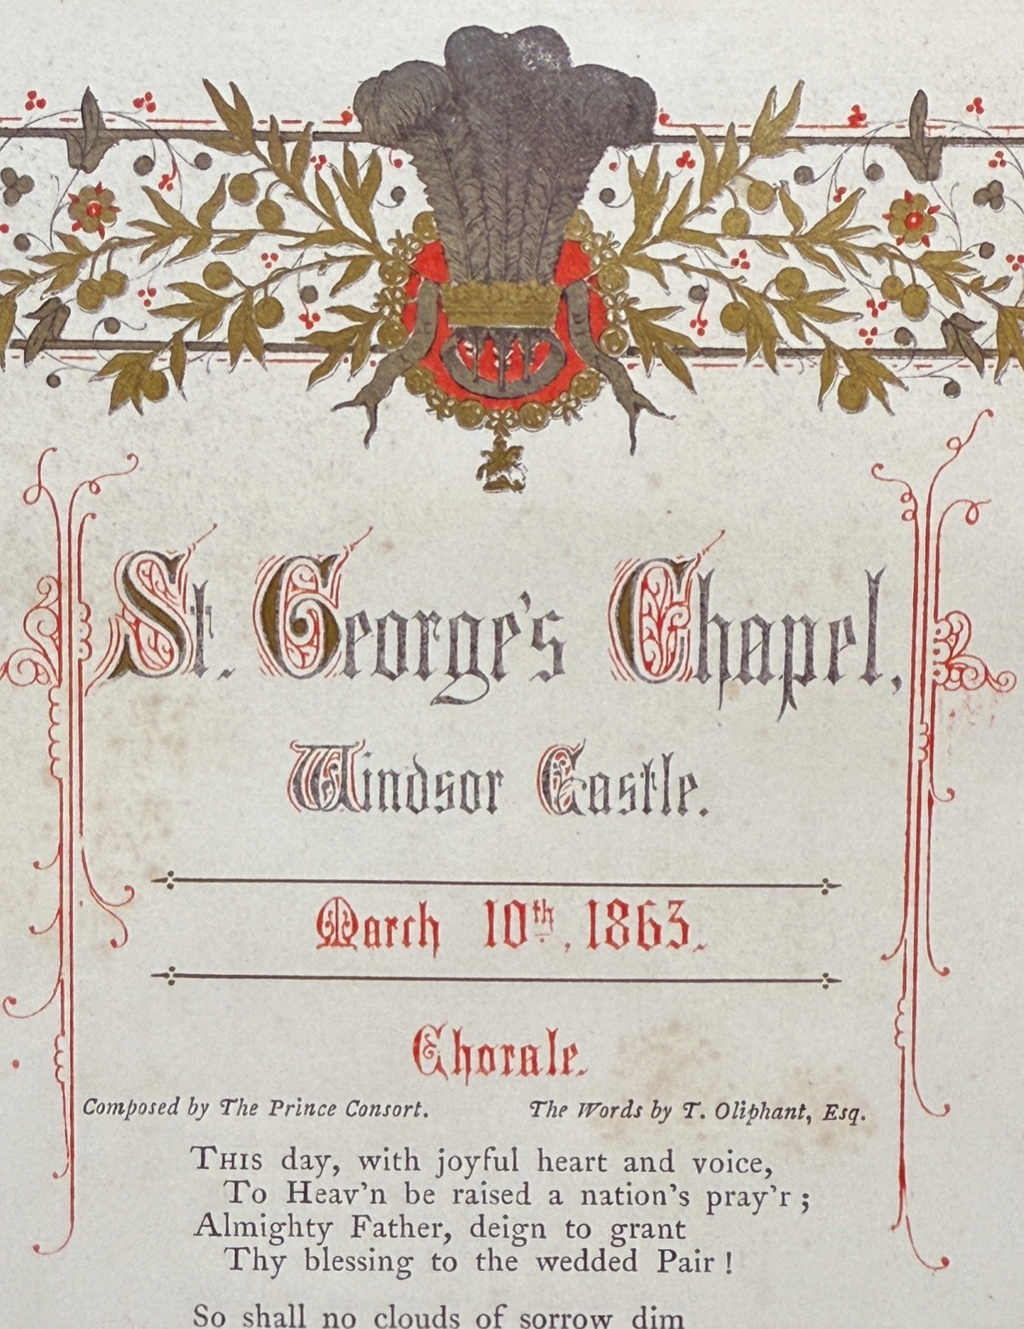 St. George's Chapel,
Windsor Castle.
March 10th, 1863.
Chorale.
Composed by The Prince Consort. The Words by T. Oliphant, Esq.
THIS day, with joyful heart and voice,
To Heav'n be raised a nation's pray'r ;
Almighty Father, deign to grant
Thy blessing to the wedded Pair !
So shall no clouds of sorrow dim